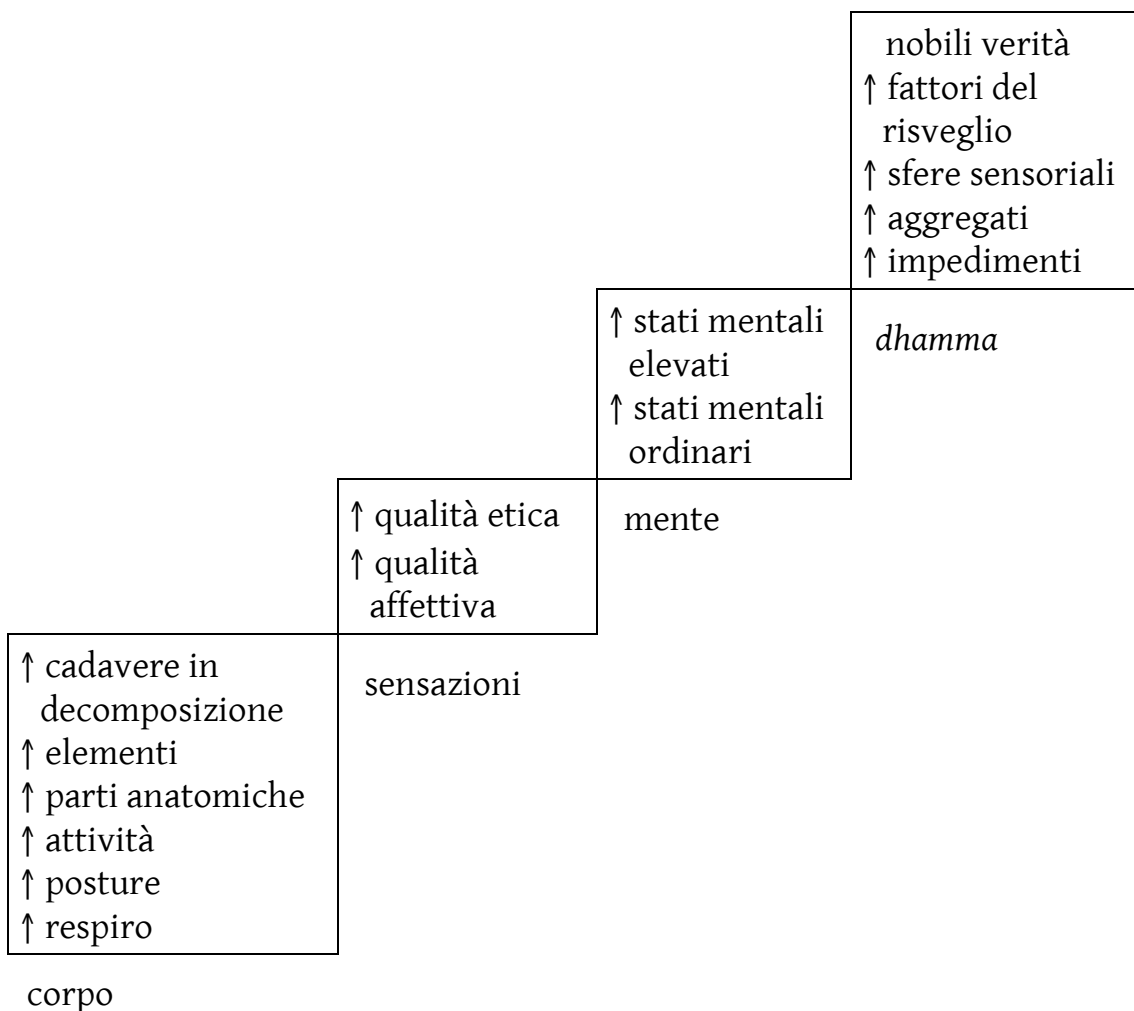 nobili verità
↑ fattori del
risveglio
↑ sfere sensoriali
↑ aggregati
↑ impedimenti
dhamma
↑ stati mentali
elevati
↑ stati mentali
ordinari
mente
↑ qualità etica
↑ qualità
affettiva
sensazioni
↑ cadavere in
decomposizione
↑ elementi
↑ parti anatomiche
↑ attività
↑ posture
↑ respiro
corpo